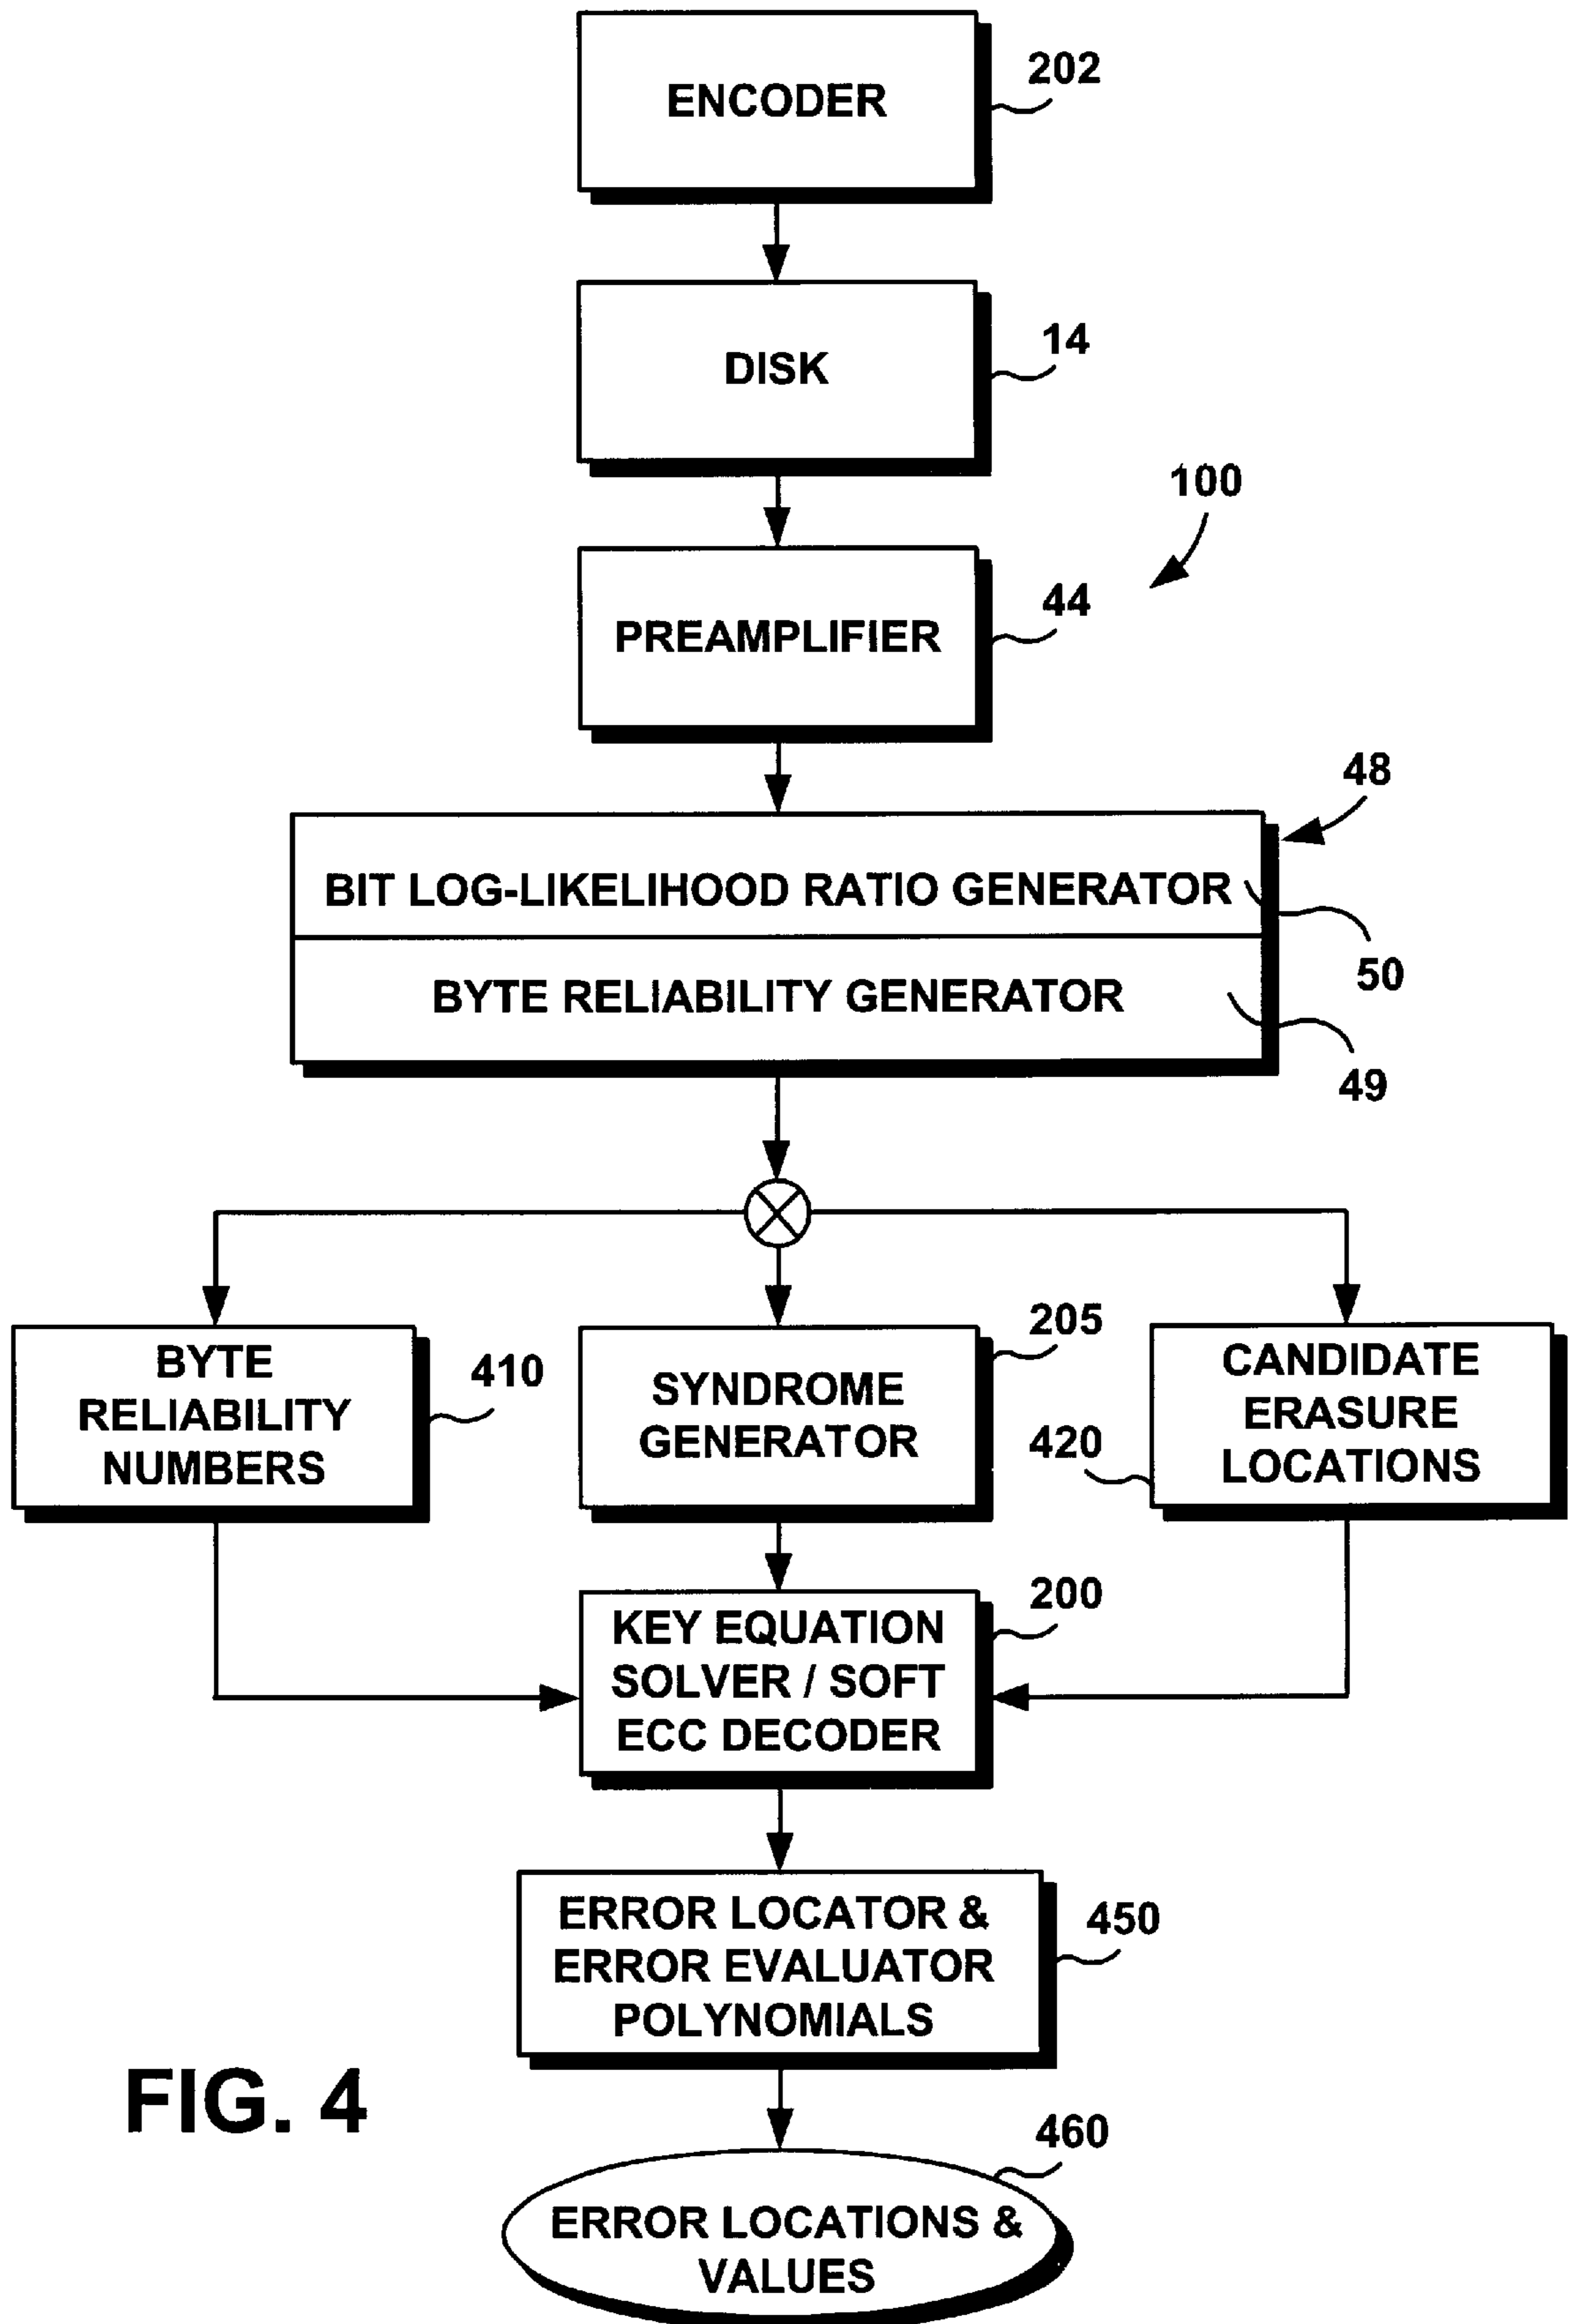 ENCODER
202
DISK
14
100
PREAMPLIFIER
44
48
BIT LOG-LIKELIHOOD RATIO GENERATOR
50
BYTE RELIABILITY GENERATOR
49
BYTE
RELIABILITY
NUMBERS
410
SYNDROME
GENERATOR
205
CANDIDATE
ERASURE
LOCATIONS
420
KEY EQUATION
SOLVER / SOFT
ECC DECODER
200
ERROR LOCATOR &
ERROR EVALUATOR
POLYNOMIALS
450
FIG. 4
460
ERROR LOCATIONS &
VALUES